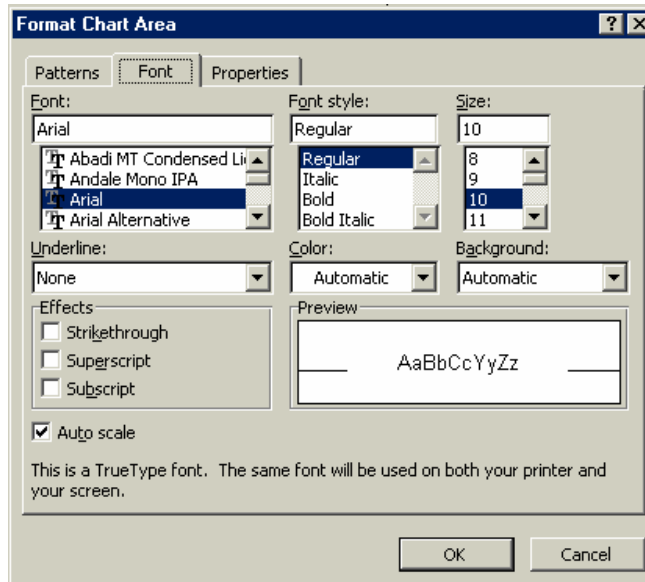 Format Chart Area
Patterns Font Properties
Font: Font style: Size:
Arial Regular 10
Abadi MT Condensed Li Regular 8
Andale Mono IPA Italic 9
Arial Bold 10
Arial Alternative Bold Italic 11
Underline: Color: Background:
None Automatic Automatic
Effects Preview
Strikethrough
Superscript AaBbCcYyZz
Subscript
Auto scale
This is a TrueType font. The same font will be used on both your printer and
your screen.
OK Cancel